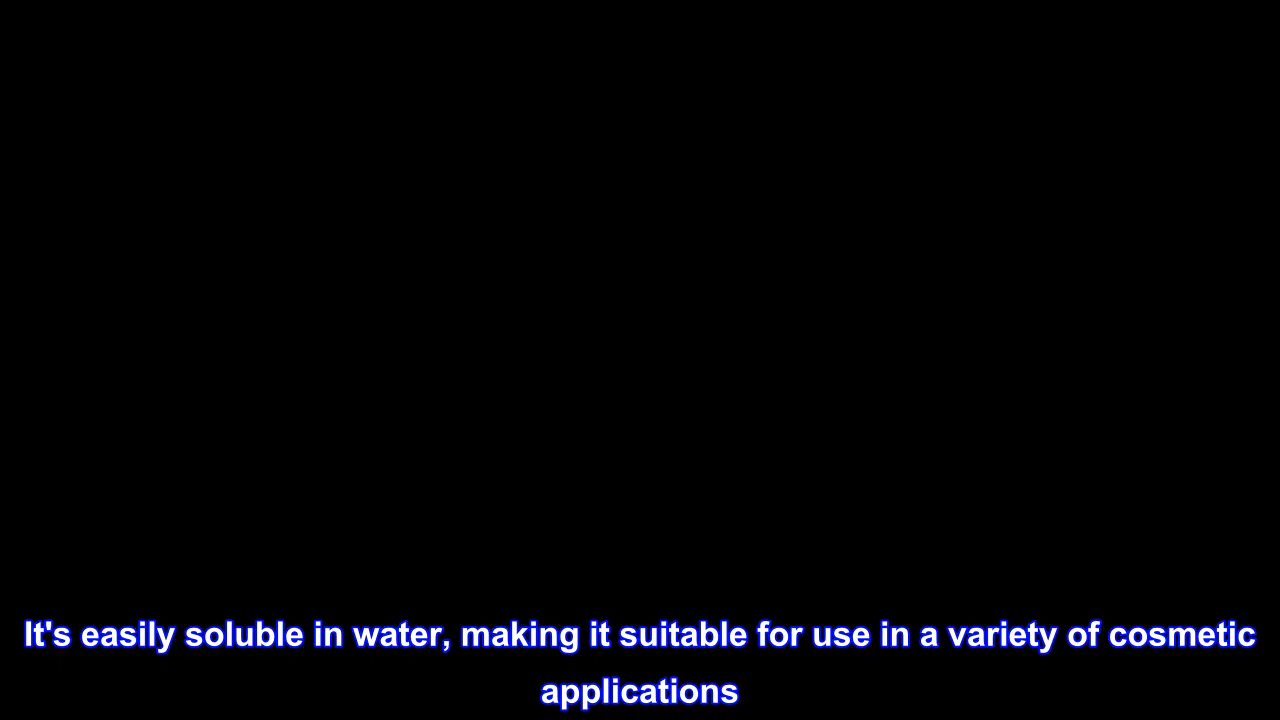 It's easily soluble in water, making it suitable for use in a variety of cosmetic
applications